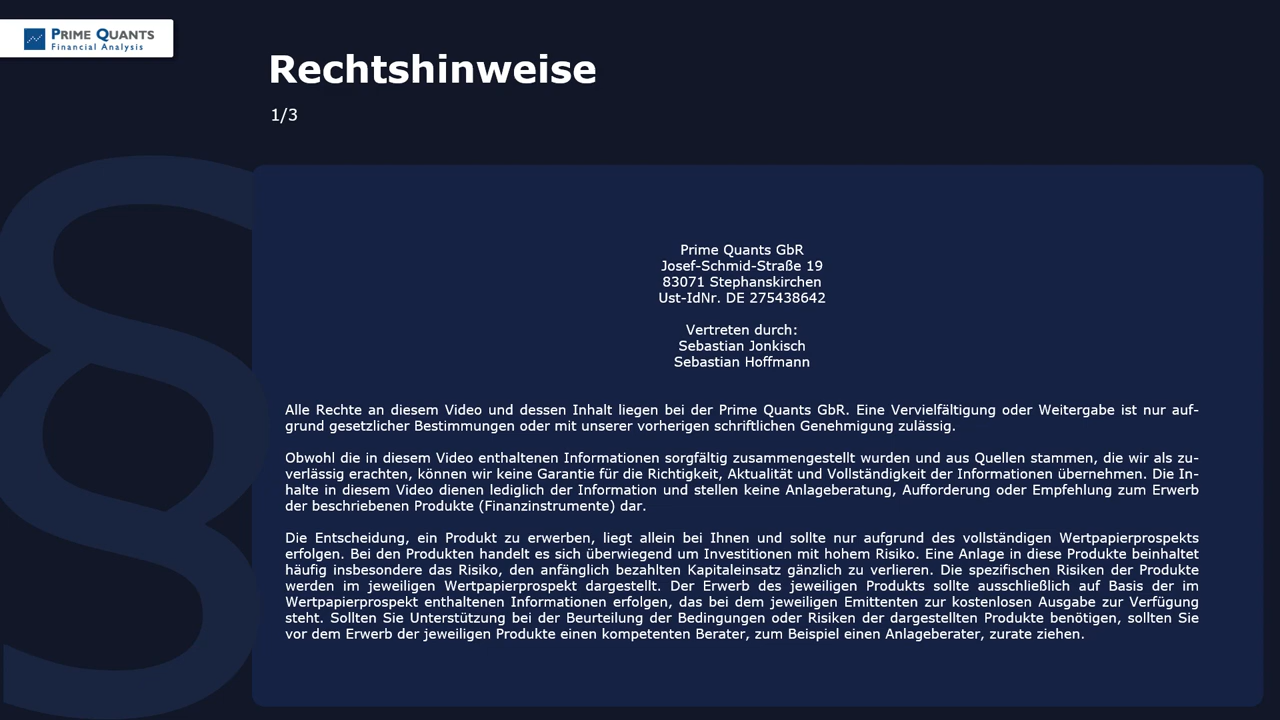 PRIME QUANTS
Financial Analysis
Rechtshinweise
1/3
§
Prime Quants GbR
Josef-Schmid-Straße 19
83071 Stephanskirchen
Ust-IdNr. DE 275438642
Vertreten durch:
Sebastian Jonkisch
Sebastian Hoffmann
Alle Rechte an diesem Video und dessen Inhalt liegen bei der Prime Quants GbR. Eine Vervielfältigung oder Weitergabe ist nur auf-
grund gesetzlicher Bestimmungen oder mit unserer vorherigen schriftlichen Genehmigung zulässig.
Obwohl die in diesem Video enthaltenen Informationen sorgfältig zusammengestellt wurden und aus Quellen stammen, die wir als zu-
verlässig erachten, können wir keine Garantie für die Richtigkeit, Aktualität und Vollständigkeit der Informationen übernehmen. Die In-
halte in diesem Video dienen lediglich der Information und stellen keine Anlageberatung, Aufforderung oder Empfehlung zum Erwerb
der beschriebenen Produkte (Finanzinstrumente) dar.
Die Entscheidung, ein Produkt zu erwerben, liegt allein bei Ihnen und sollte nur aufgrund des vollständigen Wertpapierprospekts
erfolgen. Bei den Produkten handelt es sich überwiegend um Investitionen mit hohem Risiko. Eine Anlage in diese Produkte beinhaltet
häufig insbesondere das Risiko, den anfänglich bezahlten Kapitaleinsatz gänzlich zu verlieren. Die spezifischen Risiken der Produkte
werden im jeweiligen Wertpapierprospekt dargestellt. Der Erwerb des jeweiligen Produkts sollte ausschließlich auf Basis der im
Wertpapierprospekt enthaltenen Informationen erfolgen, das bei dem jeweiligen Emittenten zur kostenlosen Ausgabe zur Verfügung
steht. Sollten Sie Unterstützung bei der Beurteilung der Bedingungen oder Risiken der dargestellten Produkte benötigen, sollten Sie
vor dem Erwerb der jeweiligen Produkte einen kompetenten Berater, zum Beispiel einen Anlageberater, zurate ziehen.